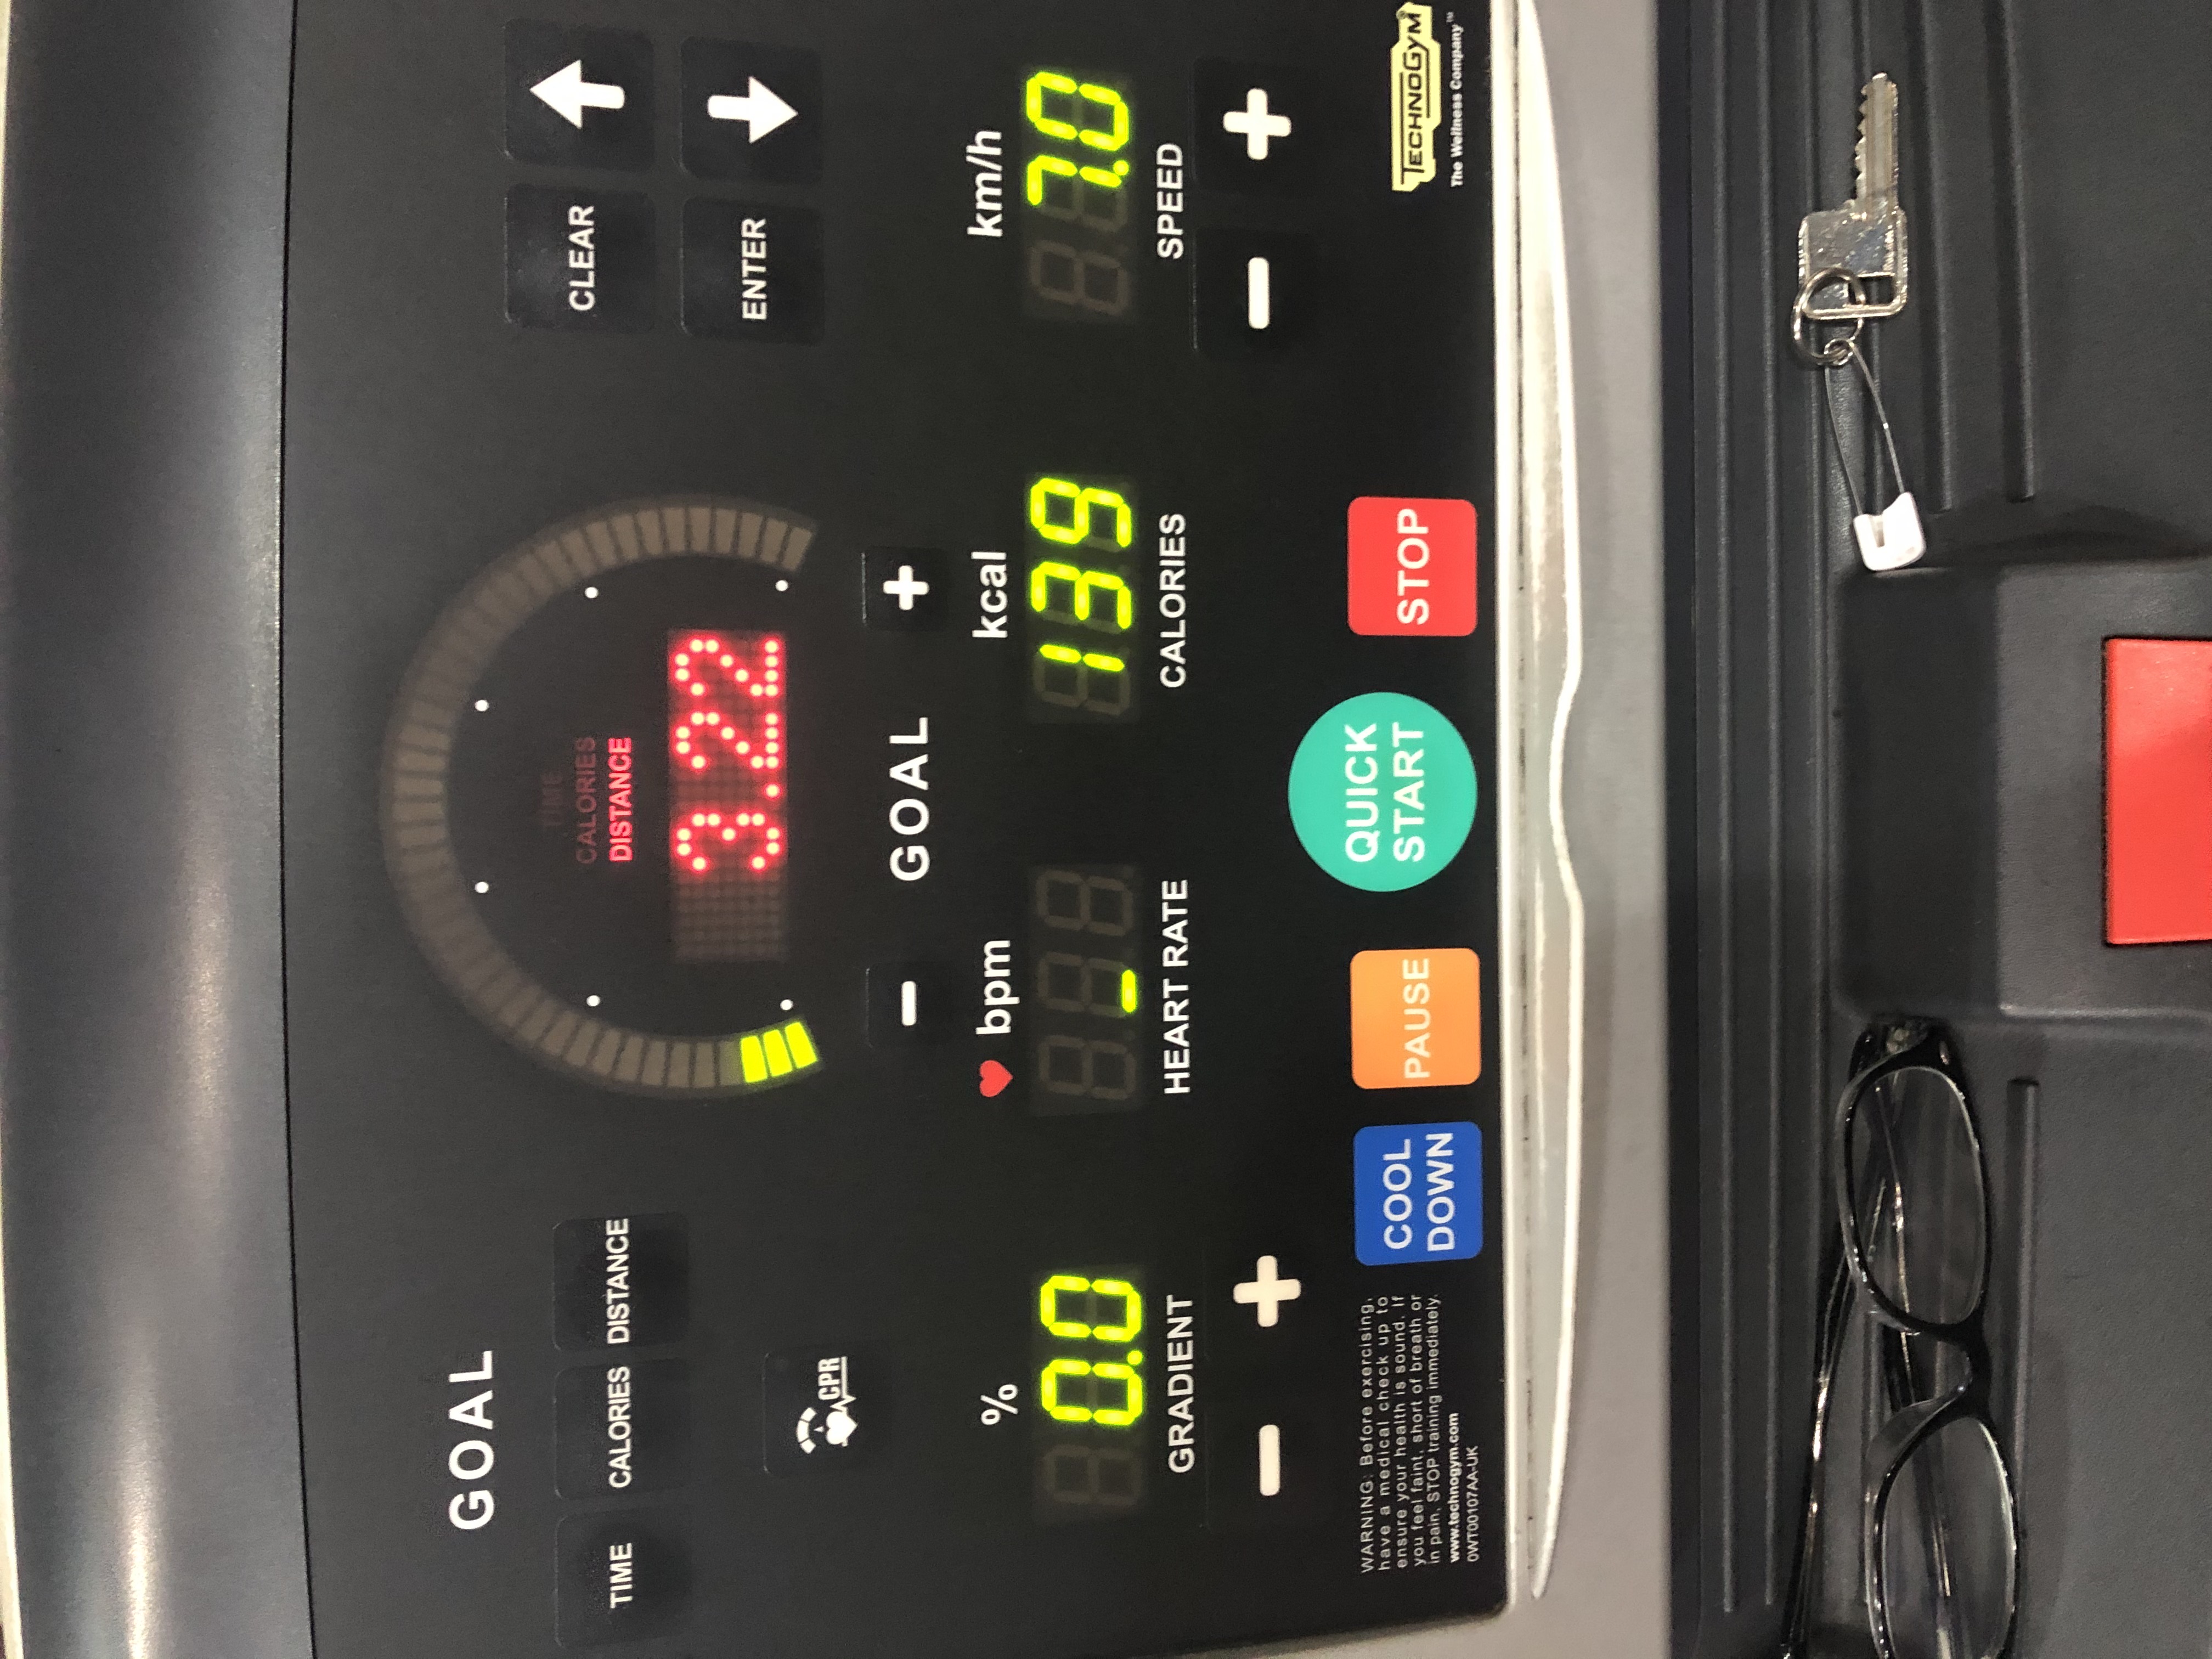 GOAL
TIME CALORIES DISTANCE
CPR
TIME
CALORIES
DISTANCE
3.22
CLEAR
ENTER
- GOAL +
% bpm kcal km/h
0.0 139 7.0
GRADIENT HEART RATE CALORIES SPEED
- + - +
WARNING: Before exercising,
have a medical check up to
ensure your health is sound. If
you feel faint, short of breath or
in pain, STOP training immediately.
www.technogym.com
0WT00107AA-UK
COOL
DOWN
PAUSE
QUICK
START
STOP
TECHNOGYM®
The Wellness Company™